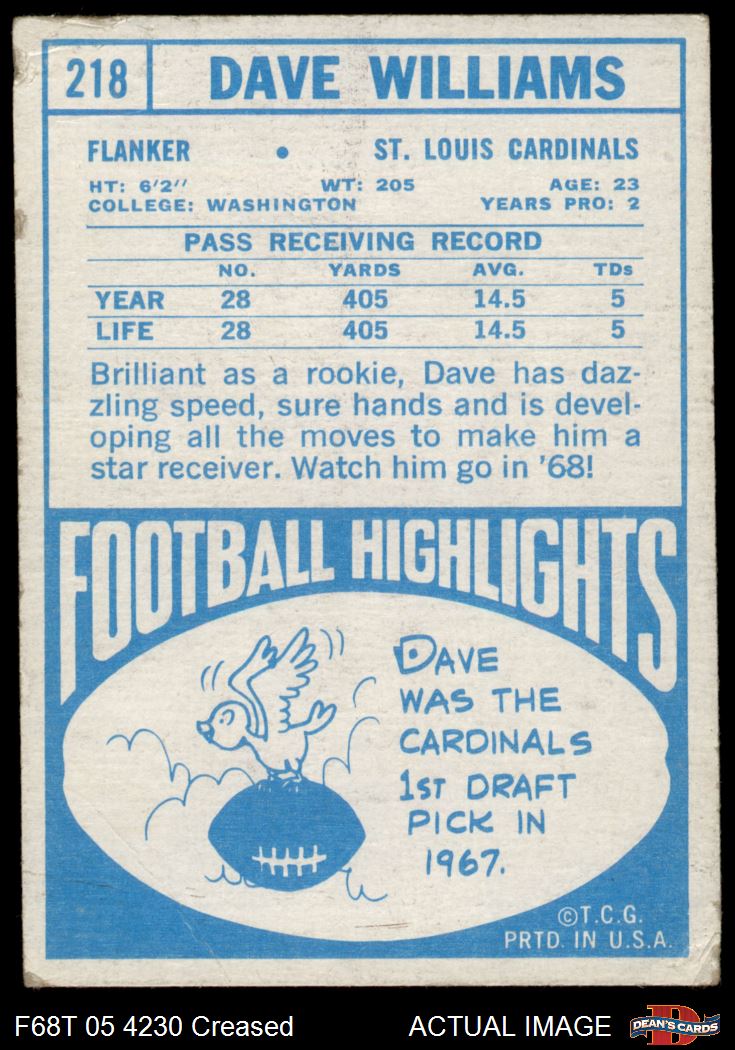 218 DAVE WILLIAMS
FLANKER • ST. LOUIS CARDINALS
HT: 6'2'' WT: 205 AGE: 23
COLLEGE: WASHINGTON YEARS PRO: 2
PASS RECEIVING RECORD
NO. YARDS AVG. TDs
YEAR 28 405 14.5 5
LIFE 28 405 14.5 5
Brilliant as a rookie, Dave has daz-
zling speed, sure hands and is devel-
oping all the moves to make him a
star receiver. Watch him go in '68!
FOOTBALL HIGHLIGHTS
DAVE
WAS THE
CARDINALS
1ST DRAFT
PICK IN
1967.
©T.C.G.
PRTD. IN U.S.A.
F68T 05 4230 Creased ACTUAL IMAGE DEAN'S CARDS